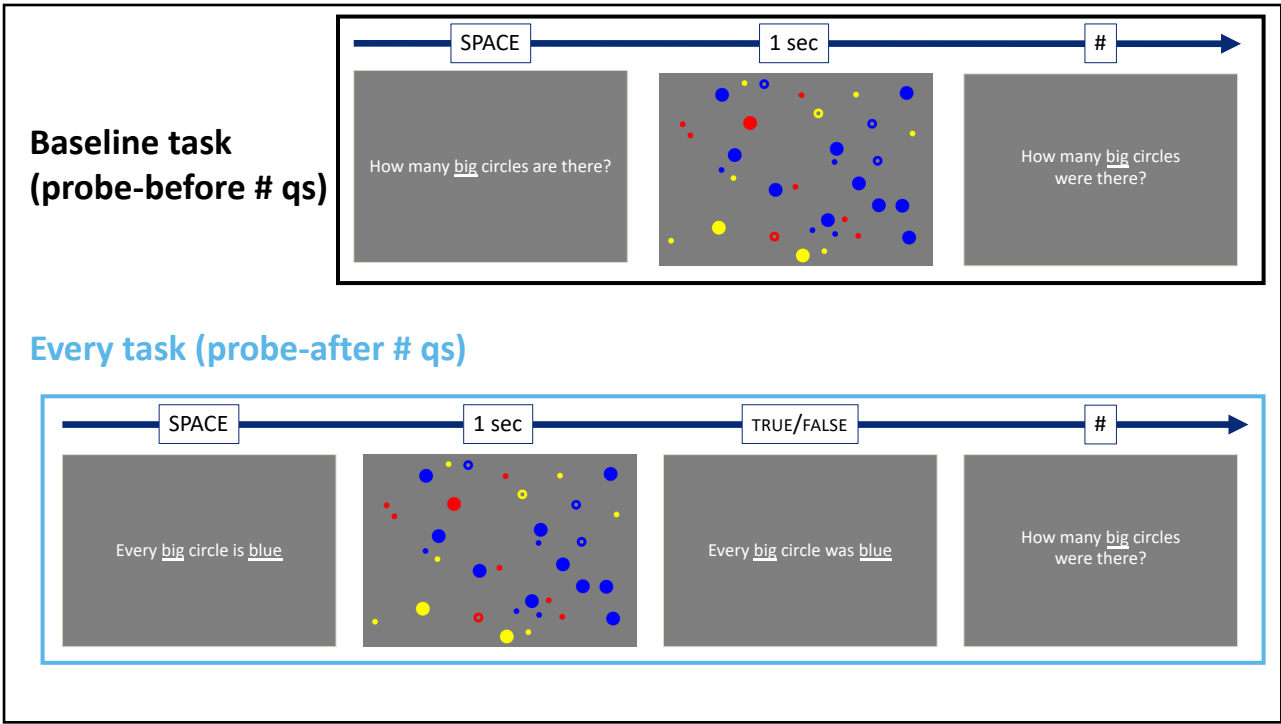 SPACE
1 sec
#
Baseline task
(probe-before # qs)
How many big circles are there?
How many big circles
were there?
Every task (probe-after # qs)
SPACE
1 sec
TRUE/FALSE
#
Every big circle is blue
Every big circle was blue
How many big circles
were there?